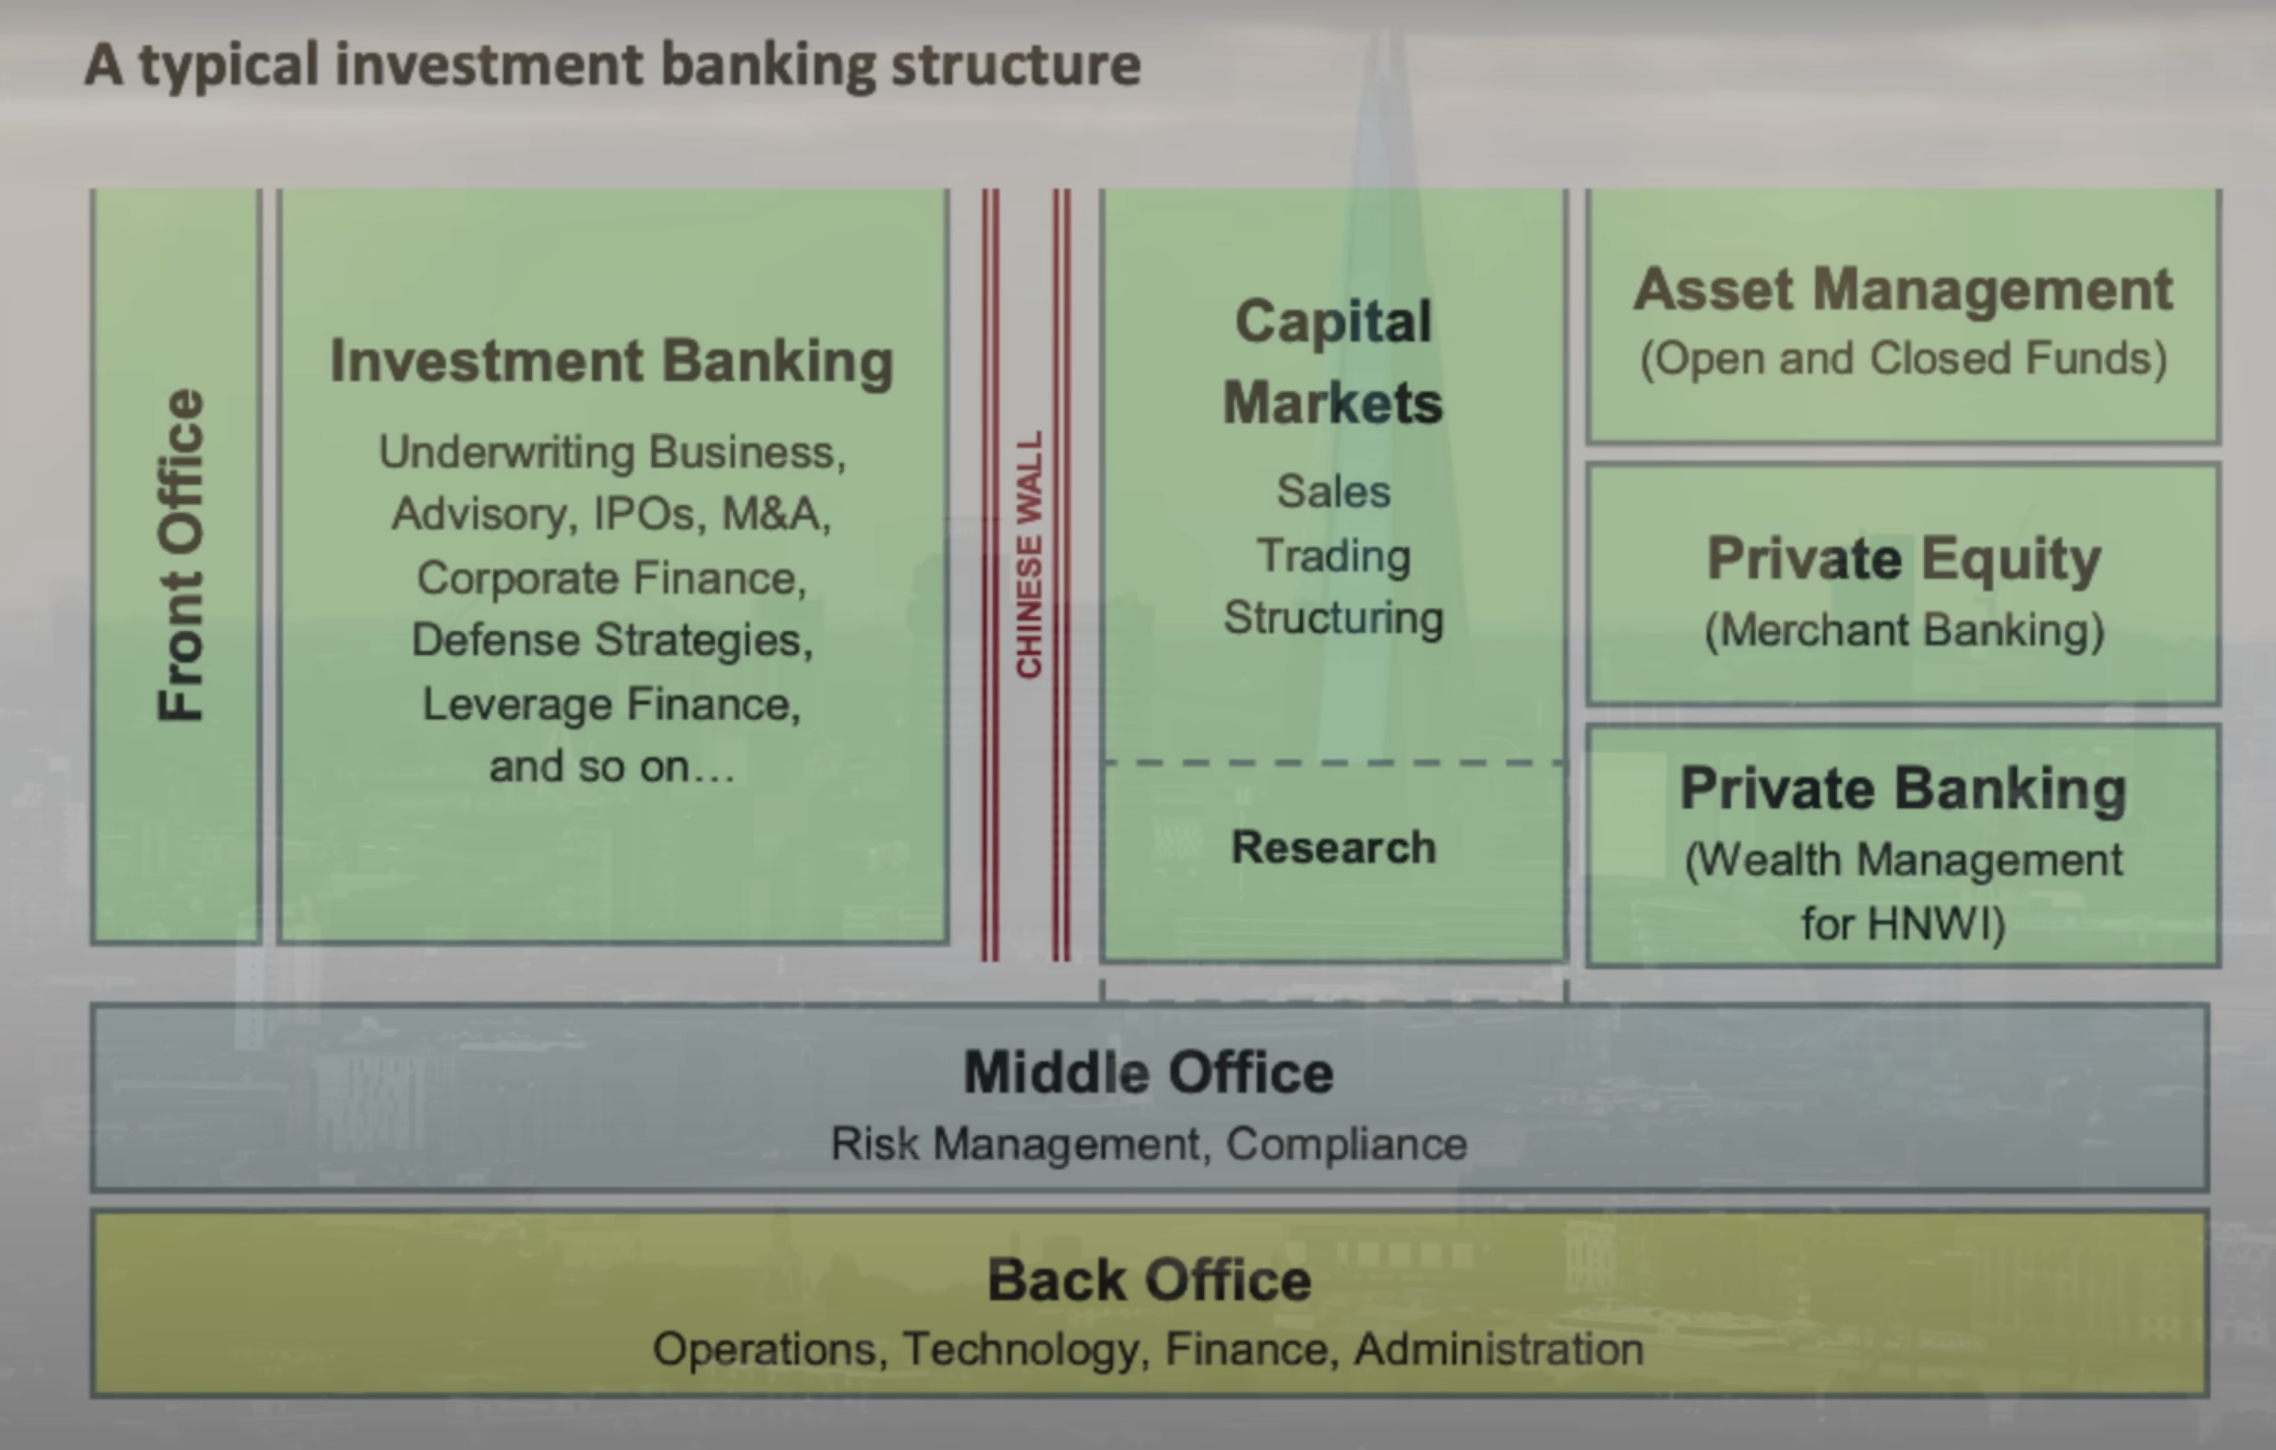 A typical investment banking structure
Front Office
Investment Banking
Underwriting Business,
Advisory, IPOs, M&A,
Corporate Finance,
Defense Strategies,
Leverage Finance,
and so on...
CHINESE WALL
Capital
Markets
Sales
Trading
Structuring
Research
Asset Management
(Open and Closed Funds)
Private Equity
(Merchant Banking)
Private Banking
(Wealth Management
for HNWI)
Middle Office
Risk Management, Compliance
Back Office
Operations, Technology, Finance, Administration